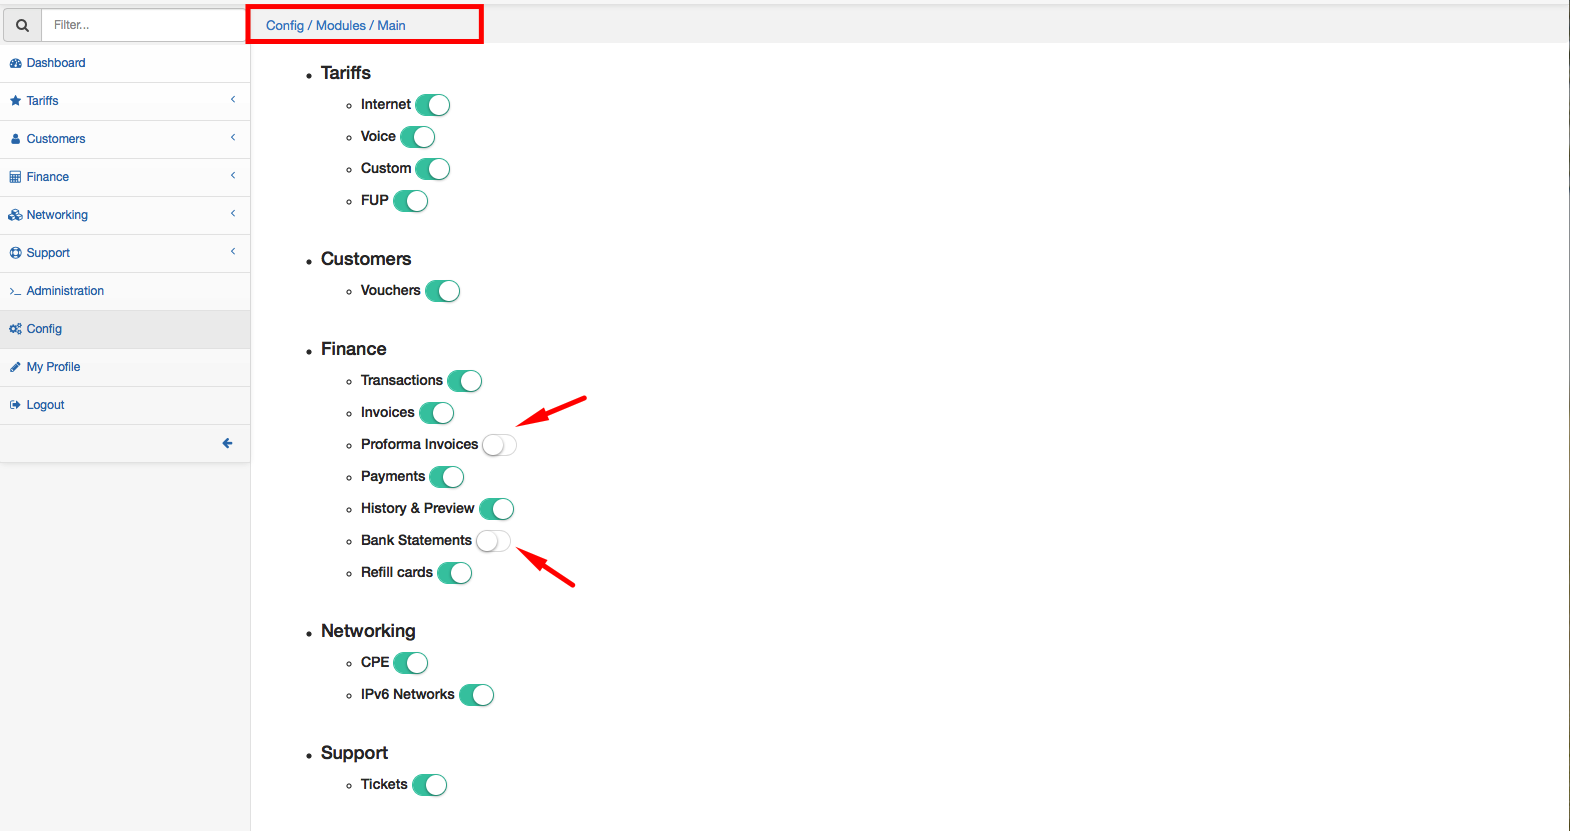 Filter...
Config / Modules / Main
Dashboard
Tariffs
Customers
Finance
Networking
Support
Administration
Config
My Profile
Logout
Tariffs
Internet
Voice
Custom
FUP
Customers
Vouchers
Finance
Transactions
Invoices
Proforma Invoices
Payments
History & Preview
Bank Statements
Refill cards
Networking
CPE
IPv6 Networks
Support
Tickets